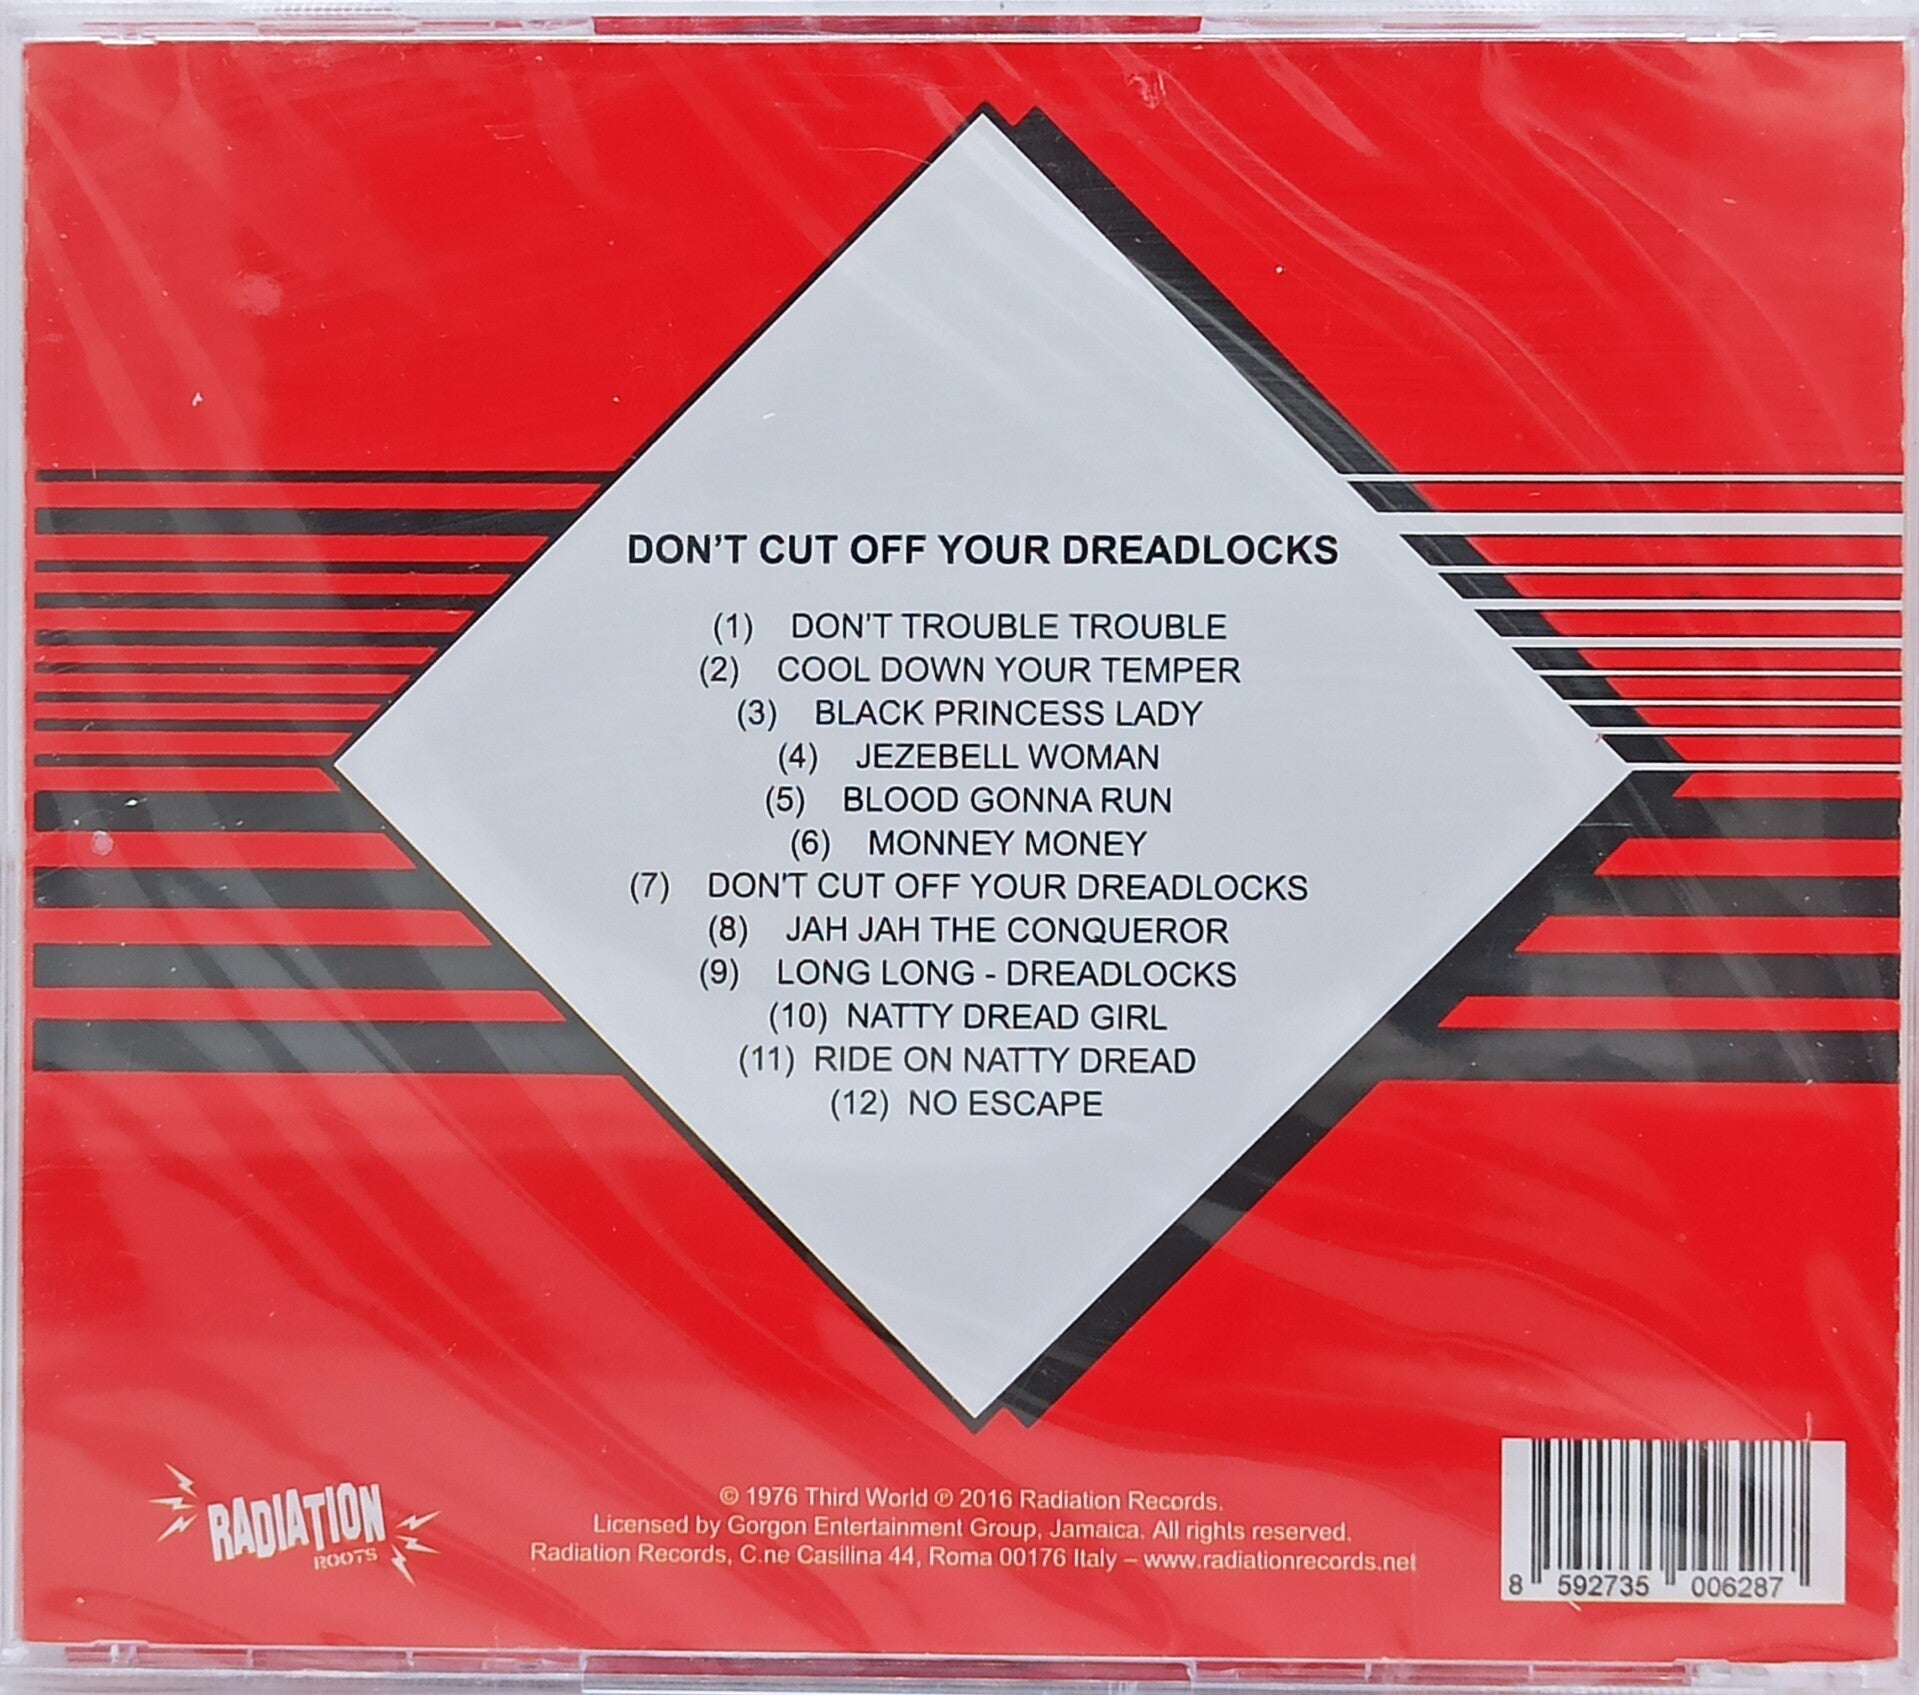 DON'T CUT OFF YOUR DREADLOCKS
(1) DON'T TROUBLE TROUBLE
(2) COOL DOWN YOUR TEMPER
(3) BLACK PRINCESS LADY
(4) JEZEBELL WOMAN
(5) BLOOD GONNA RUN
(6) MONNEY MONEY
(7) DON'T CUT OFF YOUR DREADLOCKS
(8) JAH JAH THE CONQUEROR
(9) LONG LONG - DREADLOCKS
(10) NATTY DREAD GIRL
(11) RIDE ON NATTY DREAD
(12) NO ESCAPE
RADIATION
ROOTS
© 1976 Third World ℗ 2016 Radiation Records.
Licensed by Gorgon Entertainment Group, Jamaica. All rights reserved.
Radiation Records, C.ne Casilina 44, Roma 00176 Italy – www.radiationrecords.net
8 592735 006287